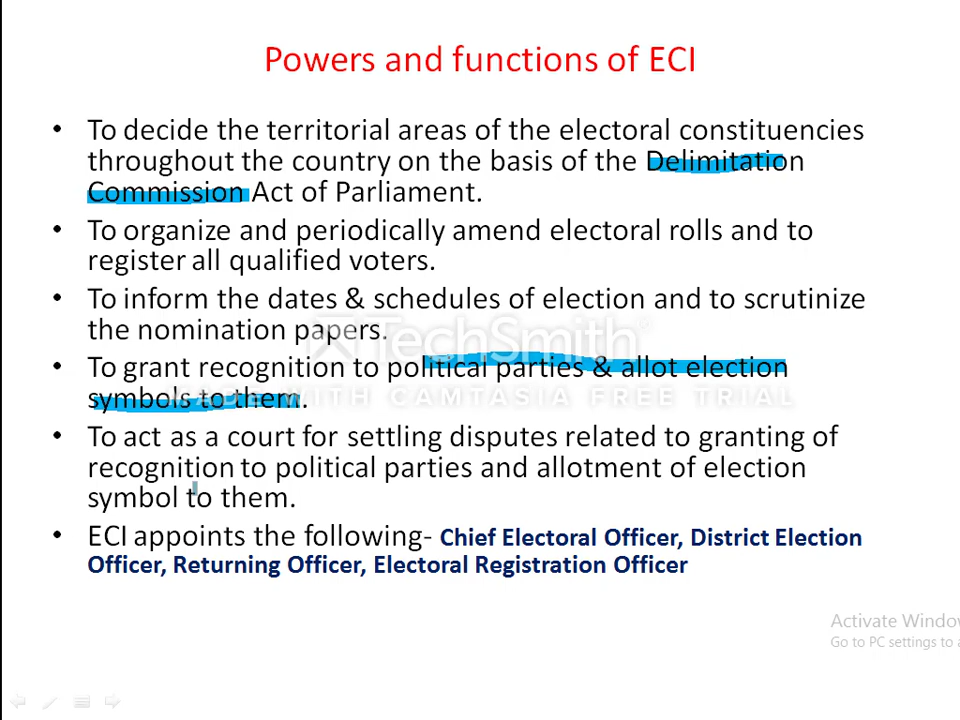 Powers and functions of ECI
• To decide the territorial areas of the electoral constituencies
throughout the country on the basis of the Delimitation
Commission Act of Parliament.
• To organize and periodically amend electoral rolls and to
register all qualified voters.
• To inform the dates & schedules of election and to scrutinize
the nomination papers.
TechSmith
• To grant recognition to political parties & allot election
symbols to them.
MADE WITH CAMTASIA FREE TRIAL
• To act as a court for settling disputes related to granting of
recognition to political parties and allotment of election
symbol to them.
• ECI appoints the following- Chief Electoral Officer, District Election
Officer, Returning Officer, Electoral Registration Officer
Activate Window
Go to PC settings to a